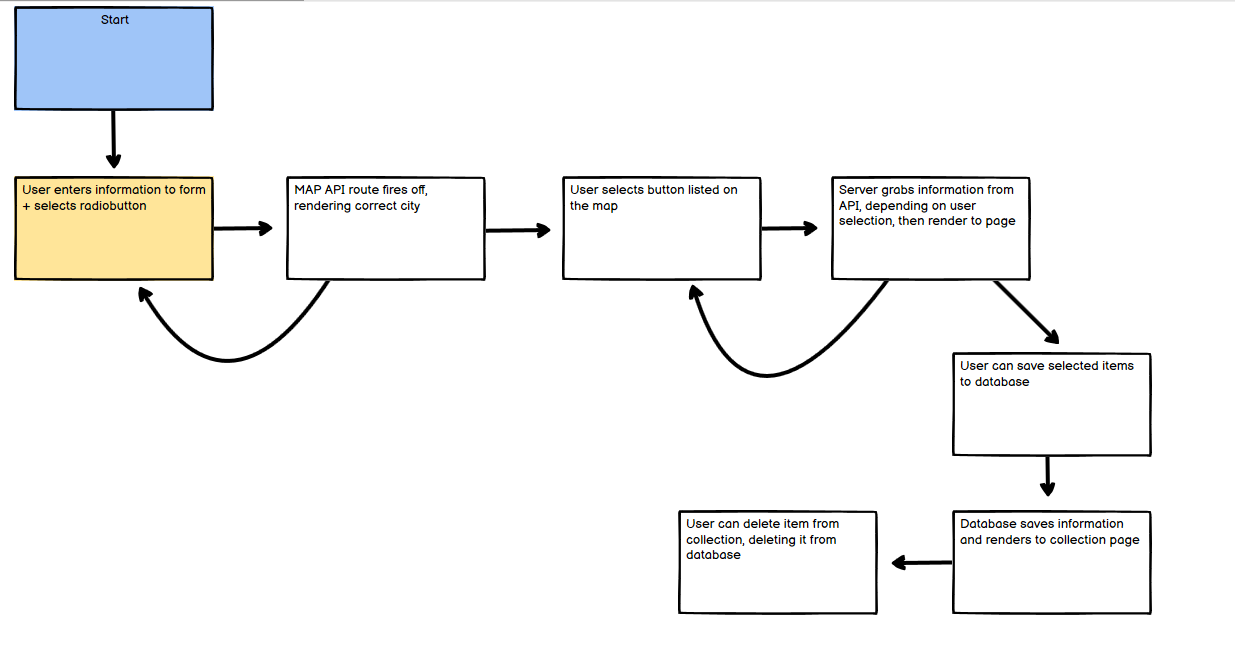 Start
User enters information to form
+ selects radiobutton
MAP API route fires off,
rendering correct city
User selects button listed on
the map
Server grabs information from
API, depending on user
selection, then render to page
User can save selected items
to database
Database saves information
and renders to collection page
User can delete item from
collection, deleting it from
database